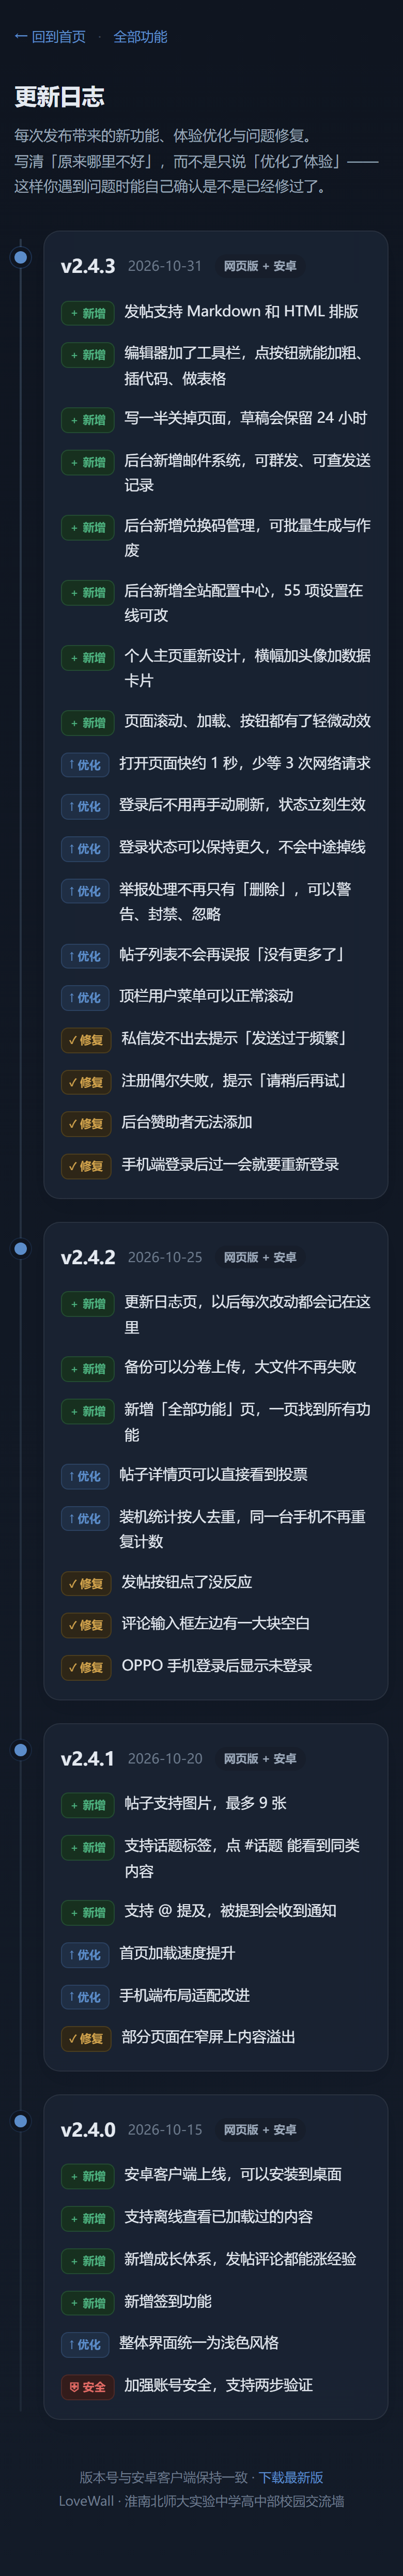 ← 回到首页 · 全部功能
更新日志
每次发布带来的新功能、体验优化与问题修复。
写清「原来哪里不好」，而不是只说「优化了体验」——
这样你遇到问题时能自己确认是不是已经修过了。
v2.4.3 2026-10-31 网页版 + 安卓
+ 新增 发帖支持 Markdown 和 HTML 排版
+ 新增 编辑器加了工具栏，点按钮就能加粗、
插代码、做表格
+ 新增 写一半关掉页面，草稿会保留 24 小时
+ 新增 后台新增邮件系统，可群发、可查发送
记录
+ 新增 后台新增兑换码管理，可批量生成与作
废
+ 新增 后台新增全站配置中心，55 项设置在
线可改
+ 新增 个人主页重新设计，横幅加头像加数据
卡片
+ 新增 页面滚动、加载、按钮都有了轻微动效
↑ 优化 打开页面快约 1 秒，少等 3 次网络请求
↑ 优化 登录后不用再手动刷新，状态立刻生效
↑ 优化 登录状态可以保持更久，不会中途掉线
↑ 优化 举报处理不再只有「删除」，可以警
告、封禁、忽略
↑ 优化 帖子列表不会再误报「没有更多了」
↑ 优化 顶栏用户菜单可以正常滚动
✓ 修复 私信发不出去提示「发送过于频繁」
✓ 修复 注册偶尔失败，提示「请稍后再试」
✓ 修复 后台赞助者无法添加
✓ 修复 手机端登录后过一会就要重新登录
v2.4.2 2026-10-25 网页版 + 安卓
+ 新增 更新日志页，以后每次改动都会记在这
里
+ 新增 备份可以分卷上传，大文件不再失败
+ 新增 新增「全部功能」页，一页找到所有功
能
↑ 优化 帖子详情页可以直接看到投票
↑ 优化 装机统计按人去重，同一台手机不再重
复计数
✓ 修复 发帖按钮点了没反应
✓ 修复 评论输入框左边有一大块空白
✓ 修复 OPPO 手机登录后显示未登录
v2.4.1 2026-10-20 网页版 + 安卓
+ 新增 帖子支持图片，最多 9 张
+ 新增 支持话题标签，点 #话题 能看到同类
内容
+ 新增 支持 @ 提及，被提到会收到通知
↑ 优化 首页加载速度提升
↑ 优化 手机端布局适配改进
✓ 修复 部分页面在窄屏上内容溢出
v2.4.0 2026-10-15 网页版 + 安卓
+ 新增 安卓客户端上线，可以安装到桌面
+ 新增 支持离线查看已加载过的内容
+ 新增 新增成长体系，发帖评论都能涨经验
+ 新增 新增签到功能
↑ 优化 整体界面统一为浅色风格
⛨ 安全 加强账号安全，支持两步验证
版本号与安卓客户端保持一致 · 下载最新版
LoveWall · 淮南北师大实验中学高中部校园交流墙